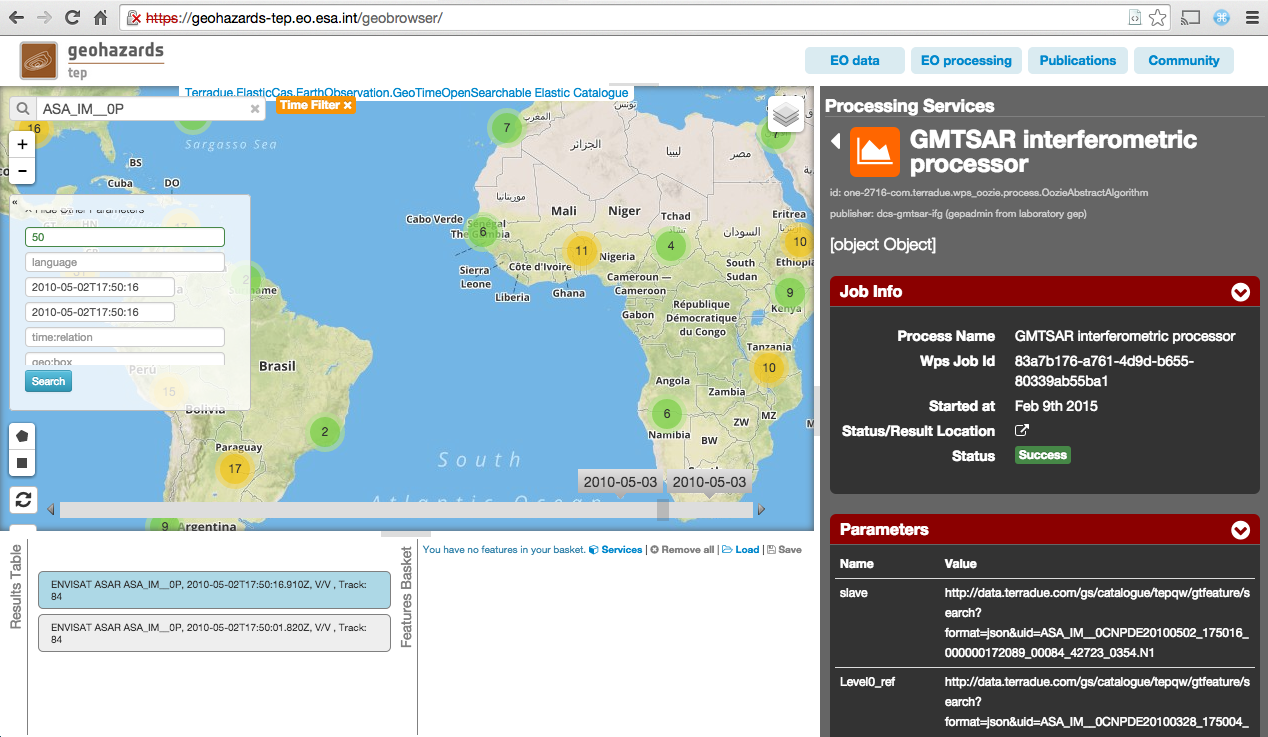 https://geohazards-tep.eo.esa.int/geobrowser/
geohazards
tep
EO data
EO processing
Publications
Community
Terradue.ElasticCas.EarthObservation.GeoTimeOpenSearchable Elastic Catalogue
ASA_IM__0P
Time Filter ×
16
+
-
Sargasso Sea
BS
Cuba
DO
«
Hide Other Parameters
50
language
2010-05-02T17:50:16
2010-05-02T17:50:16
time:relation
geo:box
Search
7
7
المغرب
تونس
الجزائر
ليبيا
مصر
موريتانيا
Mali
Niger
Tchad
السودان
Eritrea
Cabo Verde
Sénégal
The Gambia
6
11
4
10
Nigeria
Ethiopia
Sierra
Leone
Côte d'Ivoire
Liberia
Ghana
Cameroun —
Cameroon
South
Sudan
Gabon
République
Démocratique
du Congo
9
Kenya
Tanzania
10
Angola
Zambia
6
Namibia
ZW
MZ
BW
2
Brasil
Perú
15
Bolivia
2
Paraguay
17
9
Argentina
South
Atlantic Ocean
2010-05-03
2010-05-03
Results Table
ENVISAT ASAR ASA_IM__0P, 2010-05-02T17:50:16.910Z, V/V , Track:
84
ENVISAT ASAR ASA_IM__0P, 2010-05-02T17:50:01.820Z, V/V , Track:
84
Features Basket
You have no features in your basket. Services | Remove all | Load | Save
Processing Services
GMTSAR interferometric
processor
id: one-2716-com.terradue.wps_oozie.process.OozieAbstractAlgorithm
publisher: dcs-gmtsar-ifg (gepadmin from laboratory gep)
[object Object]
Job Info
Process Name GMTSAR interferometric processor
Wps Job Id 83a7b176-a761-4d9d-b655-
80339ab55ba1
Started at Feb 9th 2015
Status/Result Location
Status Success
Parameters
Name Value
slave http://data.terradue.com/gs/catalogue/tepqw/gtfeature/s
earch?
format=json&uid=ASA_IM__0CNPDE20100502_175016_
000000172089_00084_42723_0354.N1
Level0_ref http://data.terradue.com/gs/catalogue/tepqw/gtfeature/s
earch?
format=json&uid=ASA_IM__0CNPDE20100328_175004_